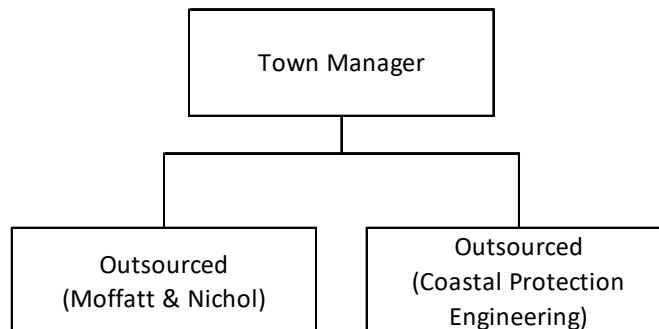 Town Manager
Outsourced
(Moffatt & Nichol)
Outsourced
(Coastal Protection
Engineering)